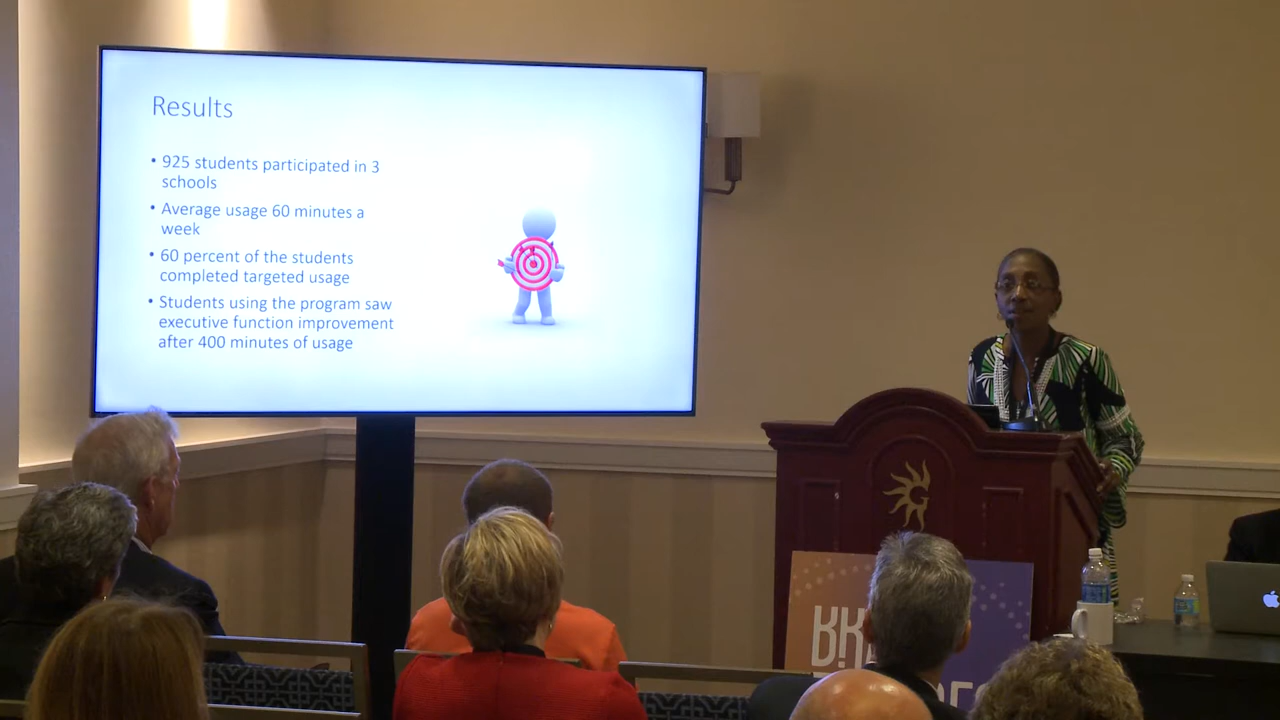 Results
• 925 students participated in 3
schools
• Average usage 60 minutes a
week
• 60 percent of the students
completed targeted usage
• Students using the program saw
executive function improvement
after 400 minutes of usage